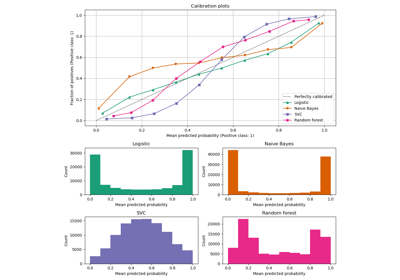 Calibration plots
Fraction of positives (Positive class: 1)
1.0
0.8
0.6
0.4
0.2
0.0
Perfectly calibrated
Logistic
Naive Bayes
SVC
Random forest
0.0 0.2 0.4 0.6 0.8 1.0
Mean predicted probability (Positive class: 1)
Logistic
Count
30000
20000
10000
0
0.0 0.2 0.4 0.6 0.8 1.0
Mean predicted probability
Naive Bayes
Count
40000
30000
20000
10000
0
0.0 0.2 0.4 0.6 0.8 1.0
Mean predicted probability
SVC
Count
15000
10000
5000
0
0.0 0.2 0.4 0.6 0.8 1.0
Mean predicted probability
Random forest
Count
20000
15000
10000
5000
0
0.0 0.2 0.4 0.6 0.8 1.0
Mean predicted probability